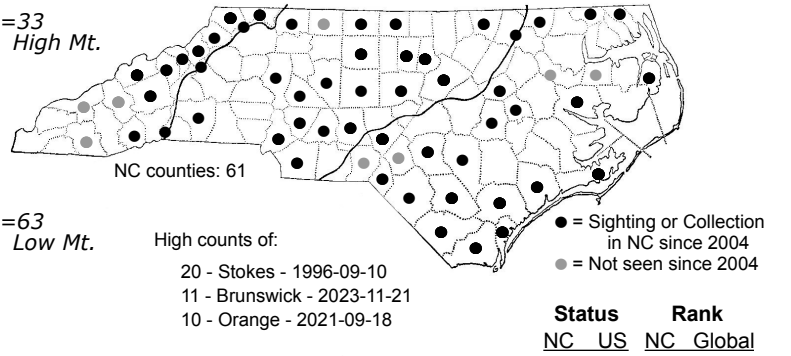 =33
High Mt.
NC counties: 61
=63
Low Mt.
High counts of:
20 - Stokes - 1996-09-10
11 - Brunswick - 2023-11-21
10 - Orange - 2021-09-18
= Sighting or Collection
in NC since 2004
= Not seen since 2004
Status Rank
NC US NC Global